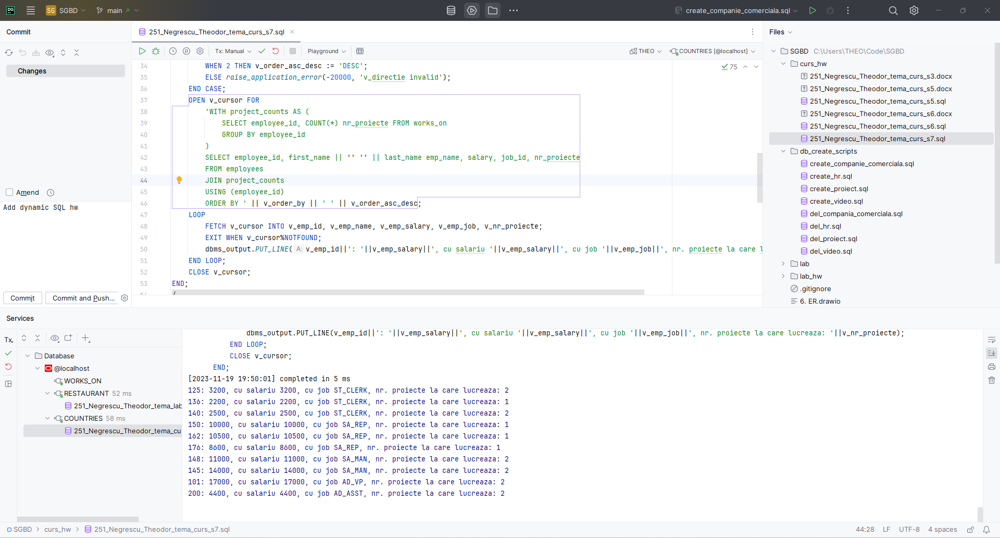 DG SG SGBD main create_companie_comerciala.sql
Commit
251_Negrescu_Theodor_tema_curs_s7.sql
Files
Tx: Manual Playground THEO COUNTRIES [@localhost]
Changes
75
34 WHEN 2 THEN v_order_asc_desc := 'DESC';
35 ELSE raise_application_error(-20000, 'v_directie invalid');
36 END CASE;
37 OPEN v_cursor FOR
38 'WITH project_counts AS (
39 SELECT employee_id, COUNT(*) nr_proiecte FROM works_on
40 GROUP BY employee_id
41 )
42 SELECT employee_id, first_name || '' '' || last_name emp_name, salary, job_id, nr_proiecte
43 FROM employees
44 JOIN project_counts
45 USING (employee_id)
46 ORDER BY ' || v_order_by || ' ' || v_order_asc_desc;
47 LOOP
48 FETCH v_cursor INTO v_emp_id, v_emp_name, v_emp_salary, v_emp_job, v_nr_proiecte;
49 EXIT WHEN v_cursor%NOTFOUND;
50 dbms_output.PUT_LINE( A: v_emp_id||': '||v_emp_salary||', cu salariu '||v_emp_salary||', cu job '||v_emp_job||', nr. proiecte la care l
51 END LOOP;
52 CLOSE v_cursor;
53 END;
/
SGBD C:\Users\THEO\Code\SGBD
curs_hw
251_Negrescu_Theodor_tema_curs_s3.docx
251_Negrescu_Theodor_tema_curs_s5.docx
251_Negrescu_Theodor_tema_curs_s5.sql
251_Negrescu_Theodor_tema_curs_s6.docx
251_Negrescu_Theodor_tema_curs_s6.sql
251_Negrescu_Theodor_tema_curs_s7.sql
db_create_scripts
create_companie_comerciala.sql
create_hr.sql
create_proiect.sql
create_video.sql
del_compania_comerciala.sql
del_hr.sql
del_proiect.sql
del_video.sql
lab
lab_hw
.gitignore
6. ER.drawio
Amend
Add dynamic SQL hw
Commit Commit and Push...
Services
Tx
Database
@localhost
WORKS_ON
RESTAURANT 52 ms
251_Negrescu_Theodor_tema_lab
COUNTRIES 58 ms
251_Negrescu_Theodor_tema_cu
dbms_output.PUT_LINE(v_emp_id||': '||v_emp_salary||', cu salariu '||v_emp_salary||', cu job '||v_emp_job||', nr. proiecte la care lucreaza: '||v_nr_proiecte);
END LOOP;
CLOSE v_cursor;
END;
[2023-11-19 19:50:01] completed in 5 ms
125: 3200, cu salariu 3200, cu job ST_CLERK, nr. proiecte la care lucreaza: 2
136: 2200, cu salariu 2200, cu job ST_CLERK, nr. proiecte la care lucreaza: 1
140: 2500, cu salariu 2500, cu job ST_CLERK, nr. proiecte la care lucreaza: 2
150: 10000, cu salariu 10000, cu job SA_REP, nr. proiecte la care lucreaza: 1
162: 10500, cu salariu 10500, cu job SA_REP, nr. proiecte la care lucreaza: 1
176: 8600, cu salariu 8600, cu job SA_REP, nr. proiecte la care lucreaza: 1
148: 11000, cu salariu 11000, cu job SA_MAN, nr. proiecte la care lucreaza: 2
145: 14000, cu salariu 14000, cu job SA_MAN, nr. proiecte la care lucreaza: 2
101: 17000, cu salariu 17000, cu job AD_VP, nr. proiecte la care lucreaza: 2
200: 4400, cu salariu 4400, cu job AD_ASST, nr. proiecte la care lucreaza: 2
SGBD curs_hw 251_Negrescu_Theodor_tema_curs_s7.sql 44:28 LF UTF-8 4 spaces